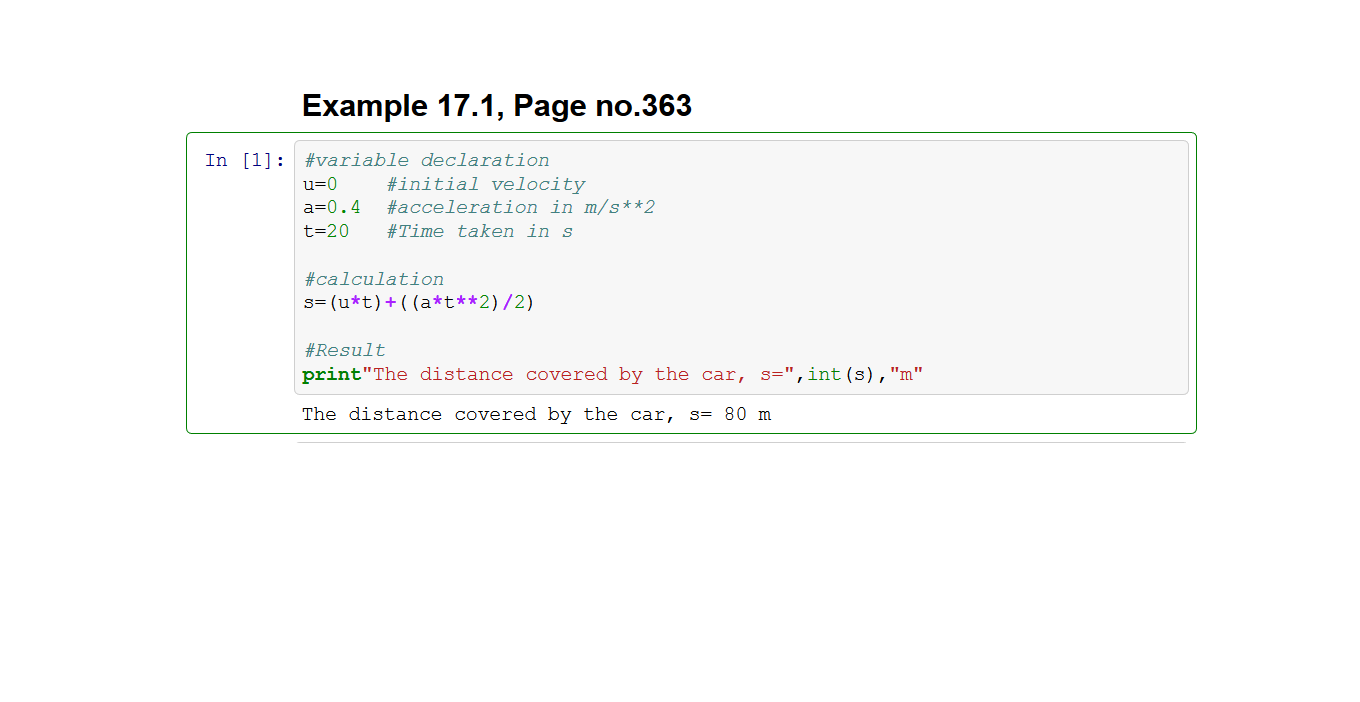 Example 17.1, Page no.363
In [1]: #variable declaration
u=0    #initial velocity
a=0.4  #acceleration in m/s**2
t=20   #Time taken in s
#calculation
s=(u*t)+((a*t**2)/2)
#Result
print"The distance covered by the car, s=",int(s),"m"
The distance covered by the car, s= 80 m